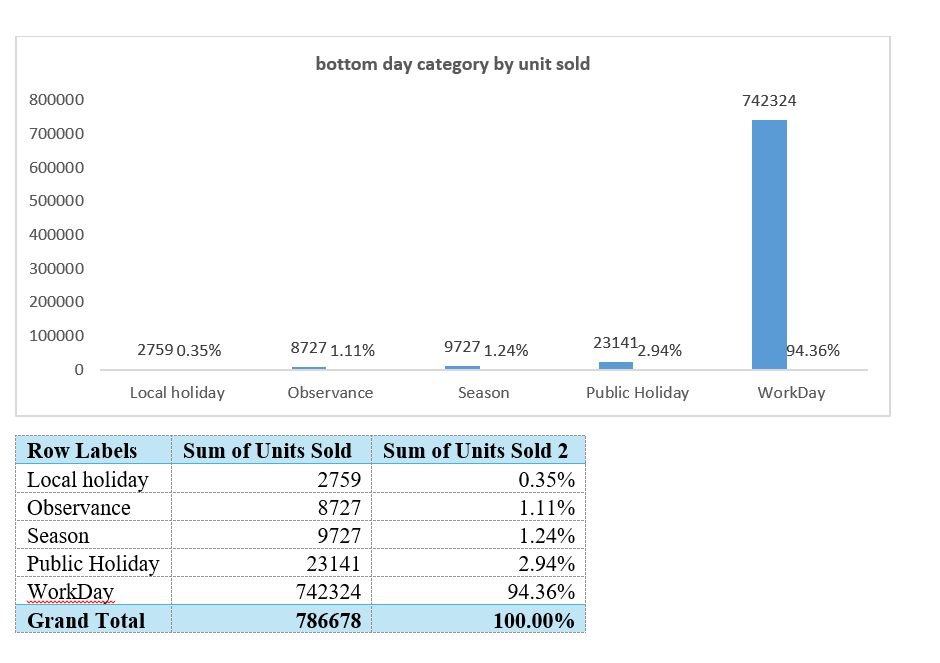 bottom day category by unit sold
800000
700000
600000
500000
400000
300000
200000
100000
0
2759 0.35%
8727 1.11%
9727 1.24%
23141 2.94%
742324
94.36%
Local holiday Observance Season Public Holiday WorkDay
Row Labels Sum of Units Sold Sum of Units Sold 2
Local holiday 2759 0.35%
Observance 8727 1.11%
Season 9727 1.24%
Public Holiday 23141 2.94%
WorkDay 742324 94.36%
Grand Total 786678 100.00%